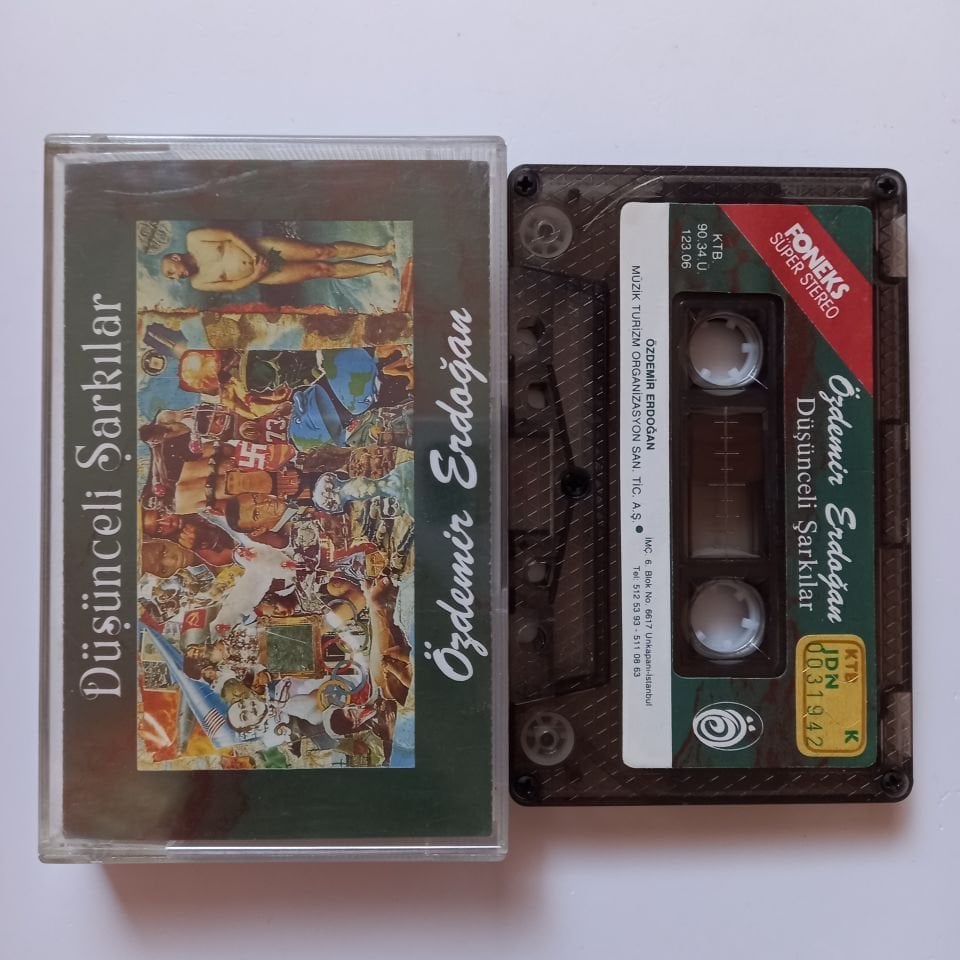 Düşünceli Şarkılar
Özdemir Erdoğan
73
FONEKS
SÜPER STEREO
KTB
90.34.Ü
123.06
Özdemir Erdoğan
Düşünceli Şarkılar
ÖZDEMİR ERDOĞAN
MÜZİK TURİZM ORGANİZASYON SAN. TİC. A.Ş. ●
İMÇ. 6. Blok No. 6617 Unkapanı-İstanbul
Tel: 512 53 93 - 511 08 63
KTB K
IDN
0031942